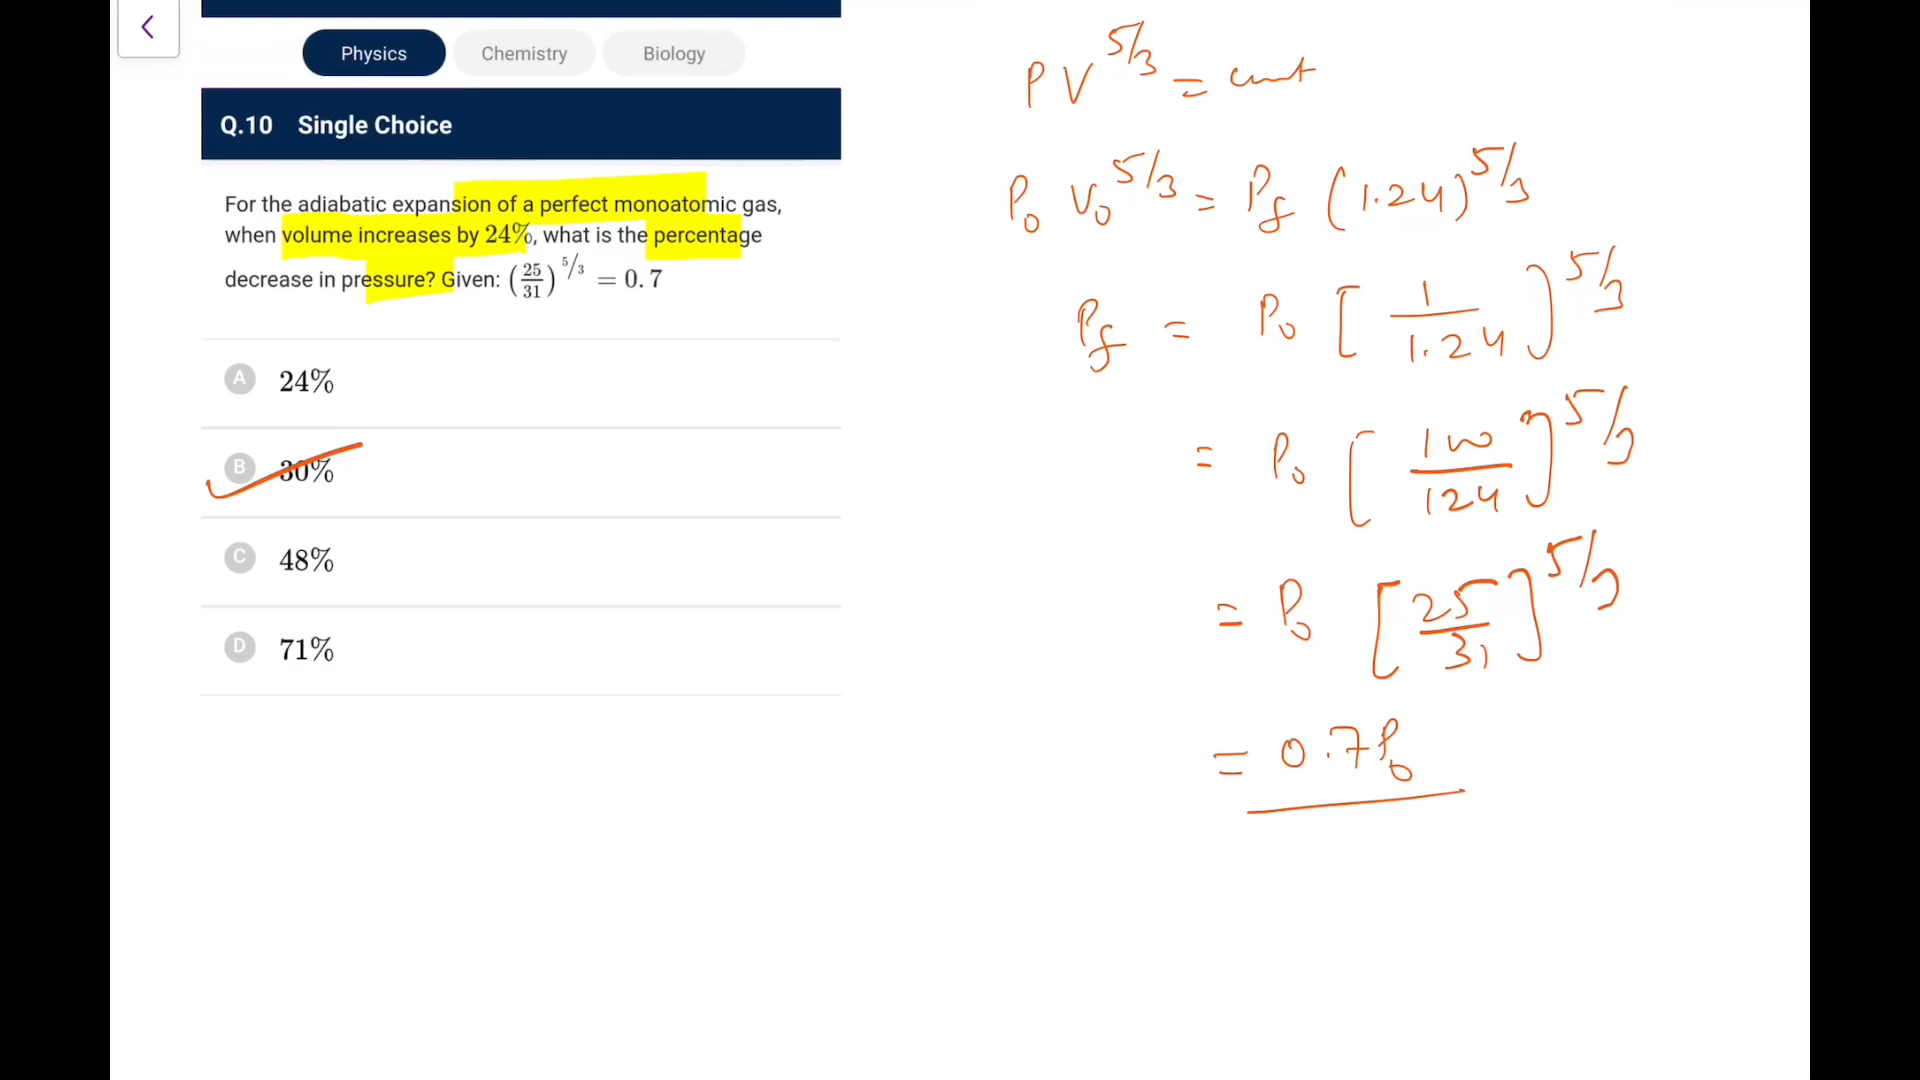 Physics Chemistry Biology
Q.10 Single Choice
For the adiabatic expansion of a perfect monoatomic gas,
when volume increases by 24%, what is the percentage
decrease in pressure? Given: (25/31)^5/3 = 0.7
A 24%
B 30%
C 48%
D 71%
PV^5/3 = cont
P₀ V₀^5/3 = Pf (1.24)^5/3
Pf = P₀ [1/1.24]^5/3
= P₀ [100/124]^5/3
= P₀ [25/31]^5/3
= 0.7P₀